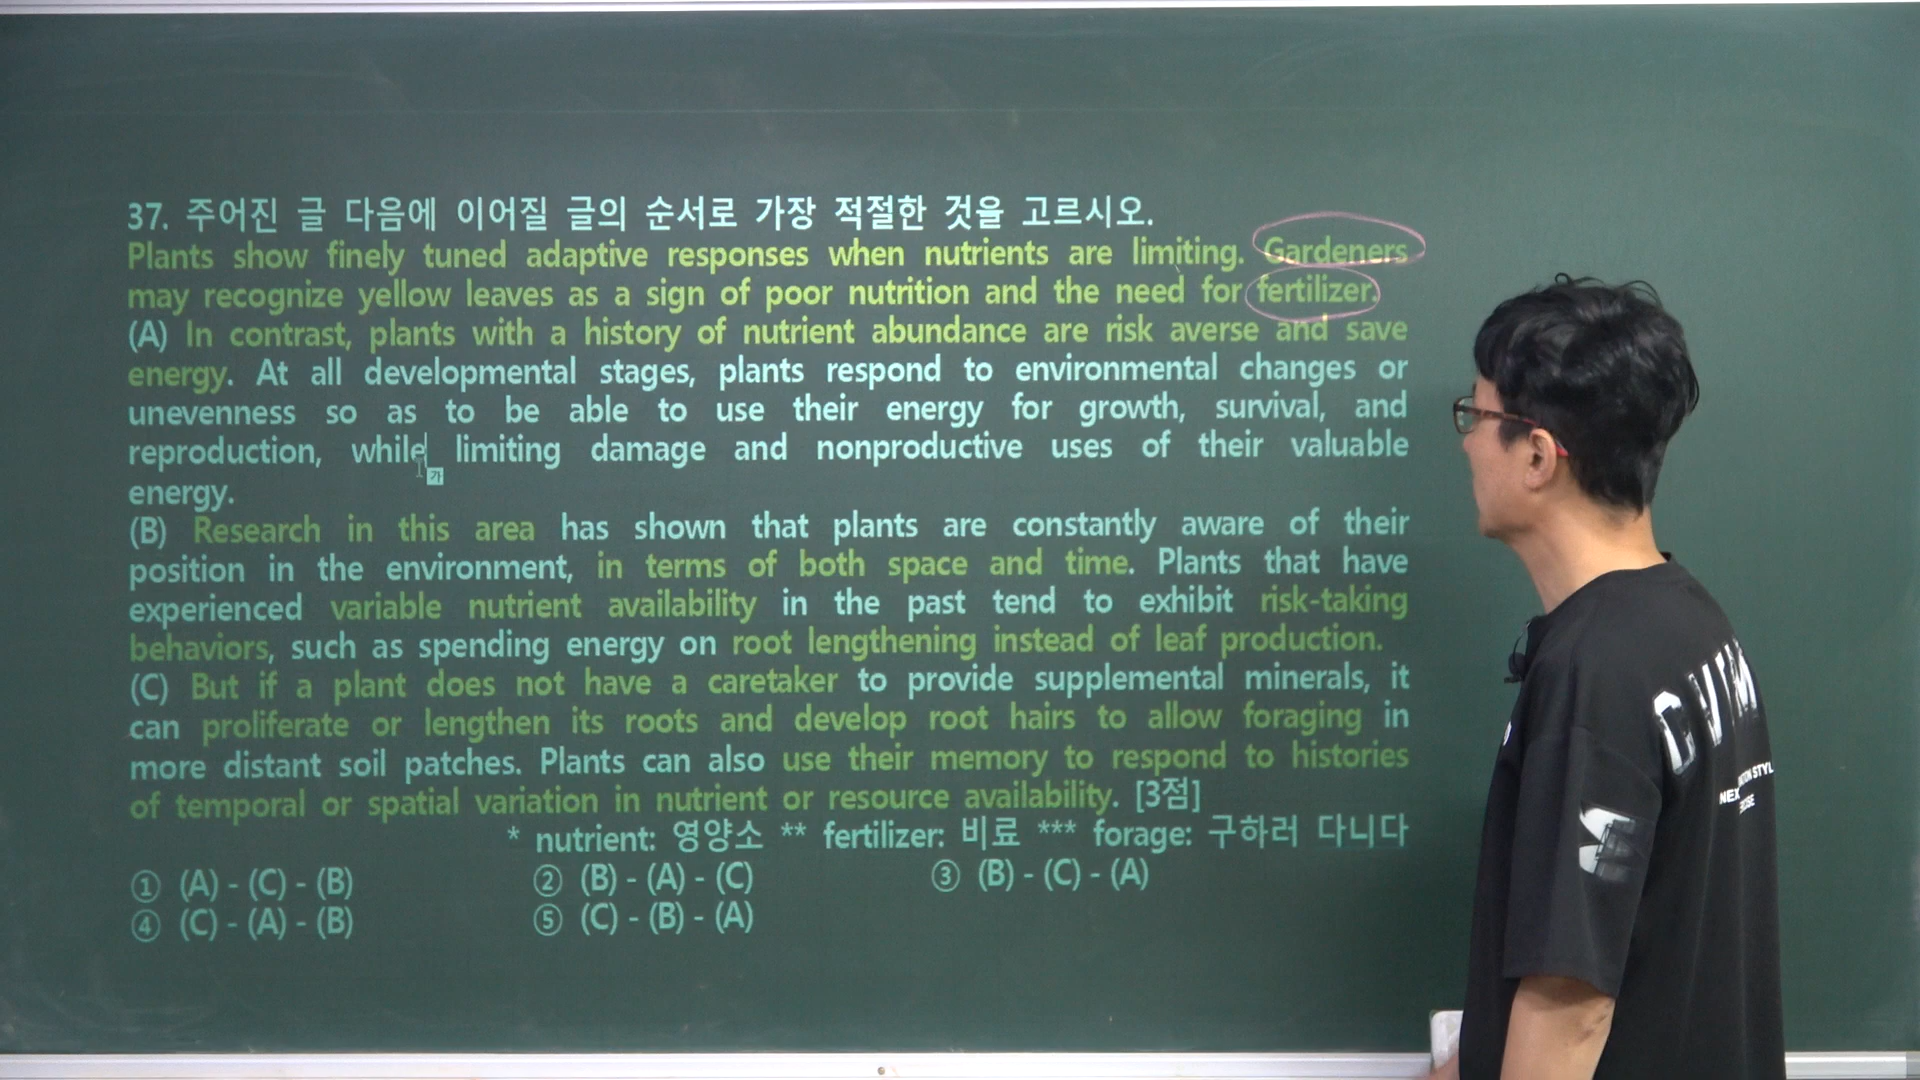 37. 주어진 글 다음에 이어질 글의 순서로 가장 적절한 것을 고르시오.
Plants show finely tuned adaptive responses when nutrients are limiting. Gardeners
may recognize yellow leaves as a sign of poor nutrition and the need for fertilizer.
(A) In contrast, plants with a history of nutrient abundance are risk averse and save
energy. At all developmental stages, plants respond to environmental changes or
unevenness so as to be able to use their energy for growth, survival, and
reproduction, while limiting damage and nonproductive uses of their valuable
energy.
(B) Research in this area has shown that plants are constantly aware of their
position in the environment, in terms of both space and time. Plants that have
experienced variable nutrient availability in the past tend to exhibit risk-taking
behaviors, such as spending energy on root lengthening instead of leaf production.
(C) But if a plant does not have a caretaker to provide supplemental minerals, it
can proliferate or lengthen its roots and develop root hairs to allow foraging in
more distant soil patches. Plants can also use their memory to respond to histories
of temporal or spatial variation in nutrient or resource availability. [3점]
* nutrient: 영양소 ** fertilizer: 비료 *** forage: 구하러 다니다
① (A) - (C) - (B) ② (B) - (A) - (C) ③ (B) - (C) - (A)
④ (C) - (A) - (B) ⑤ (C) - (B) - (A)
가